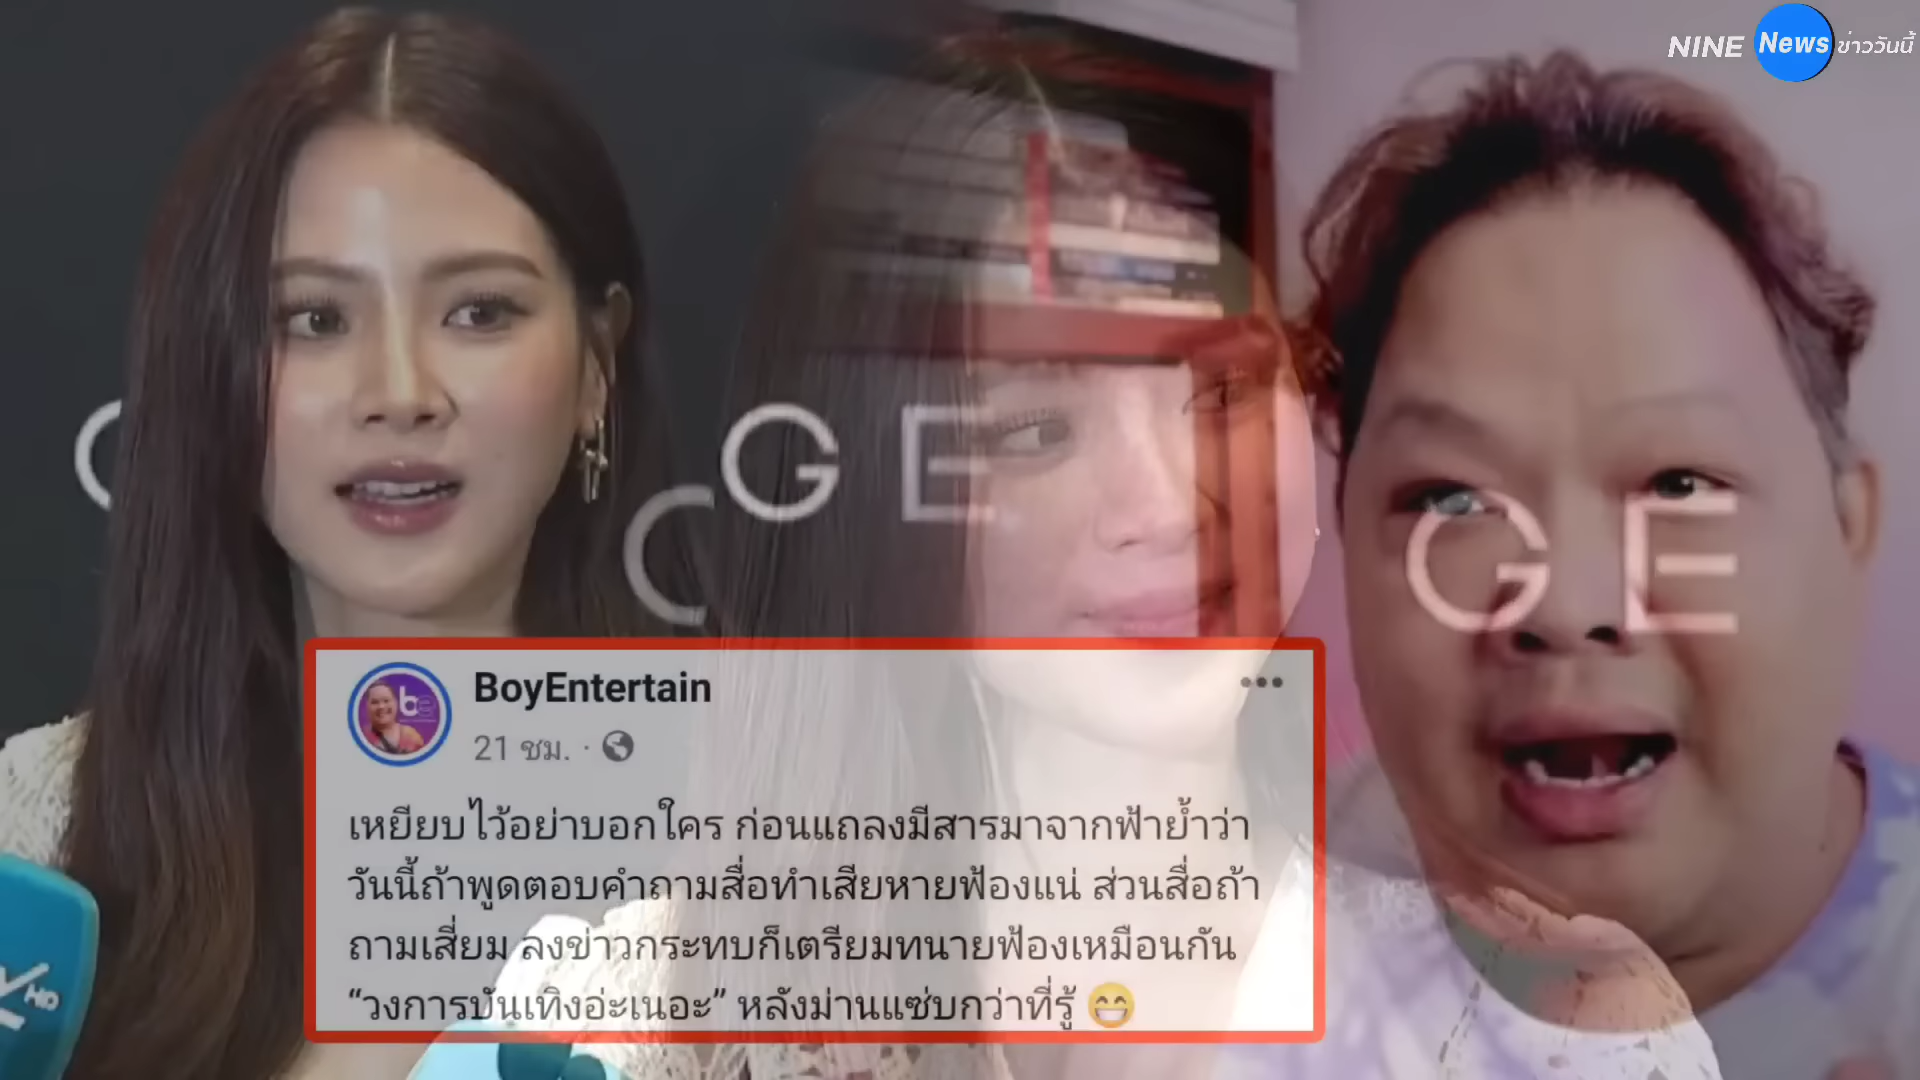 NINE News ข่าววันนี้
GE
GE
BoyEntertain
21 ชม.
เหยียบไว้อย่าบอกใคร ก่อนแถลงมีสารมาจากฟ้าย้ำว่า
วันนี้ถ้าพูดตอบคำถามสื่อทำเสียหายฟ้องแน่ ส่วนสื่อถ้า
ถามเสี่ยม ลงข่าวกระทบก็เตรียมทนายฟ้องเหมือนกัน
“วงการบันเทิงอ่ะเนอะ” หลังม่านแซ่บกว่าที่รู้ 😁
HD